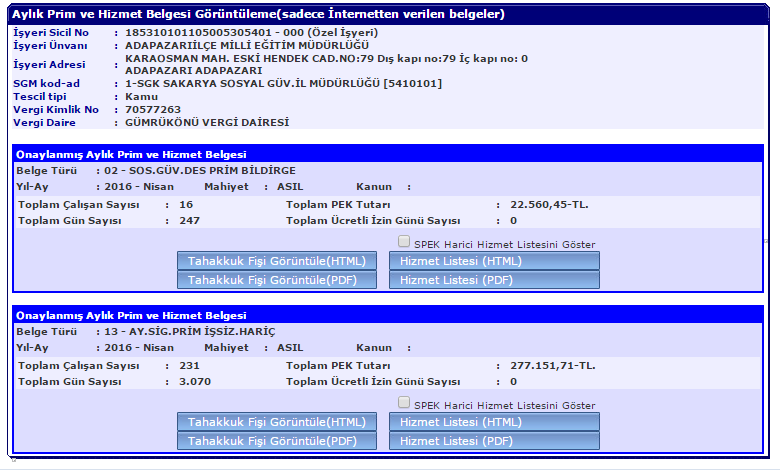 Aylık Prim ve Hizmet Belgesi Görüntüleme(sadece İnternetten verilen belgeler)
İşyeri Sicil No : 185310101105005305401 - 000 (Özel İşyeri)
İşyeri Ünvanı : ADAPAZARIİLÇE MİLLİ EĞİTİM MÜDÜRLÜĞÜ
İşyeri Adresi : KARAOSMAN MAH. ESKİ HENDEK CAD.NO:79 Dış kapı no:79 İç kapı no: 0
ADAPAZARI ADAPAZARI
SGM kod-ad : 1-SGK SAKARYA SOSYAL GÜV.İL MÜDÜRLÜĞÜ [5410101]
Tescil tipi : Kamu
Vergi Kimlik No : 70577263
Vergi Daire : GÜMRÜKÖNÜ VERGİ DAİRESİ
Onaylanmış Aylık Prim ve Hizmet Belgesi
Belge Türü : 02 - SOS.GÜV.DES PRİM BİLDİRGE
Yıl-Ay : 2016 - Nisan Mahiyet : ASIL Kanun :
Toplam Çalışan Sayısı : 16 Toplam PEK Tutarı : 22.560,45-TL.
Toplam Gün Sayısı : 247 Toplam Ücretli İzin Günü Sayısı : 0
SPEK Harici Hizmet Listesini Göster
Tahakkuk Fişi Görüntüle(HTML) Hizmet Listesi (HTML)
Tahakkuk Fişi Görüntüle(PDF) Hizmet Listesi (PDF)
Onaylanmış Aylık Prim ve Hizmet Belgesi
Belge Türü : 13 - AY.SİG.PRİM İŞSİZ.HARİÇ
Yıl-Ay : 2016 - Nisan Mahiyet : ASIL Kanun :
Toplam Çalışan Sayısı : 231 Toplam PEK Tutarı : 277.151,71-TL.
Toplam Gün Sayısı : 3.070 Toplam Ücretli İzin Günü Sayısı : 0
SPEK Harici Hizmet Listesini Göster
Tahakkuk Fişi Görüntüle(HTML) Hizmet Listesi (HTML)
Tahakkuk Fişi Görüntüle(PDF) Hizmet Listesi (PDF)